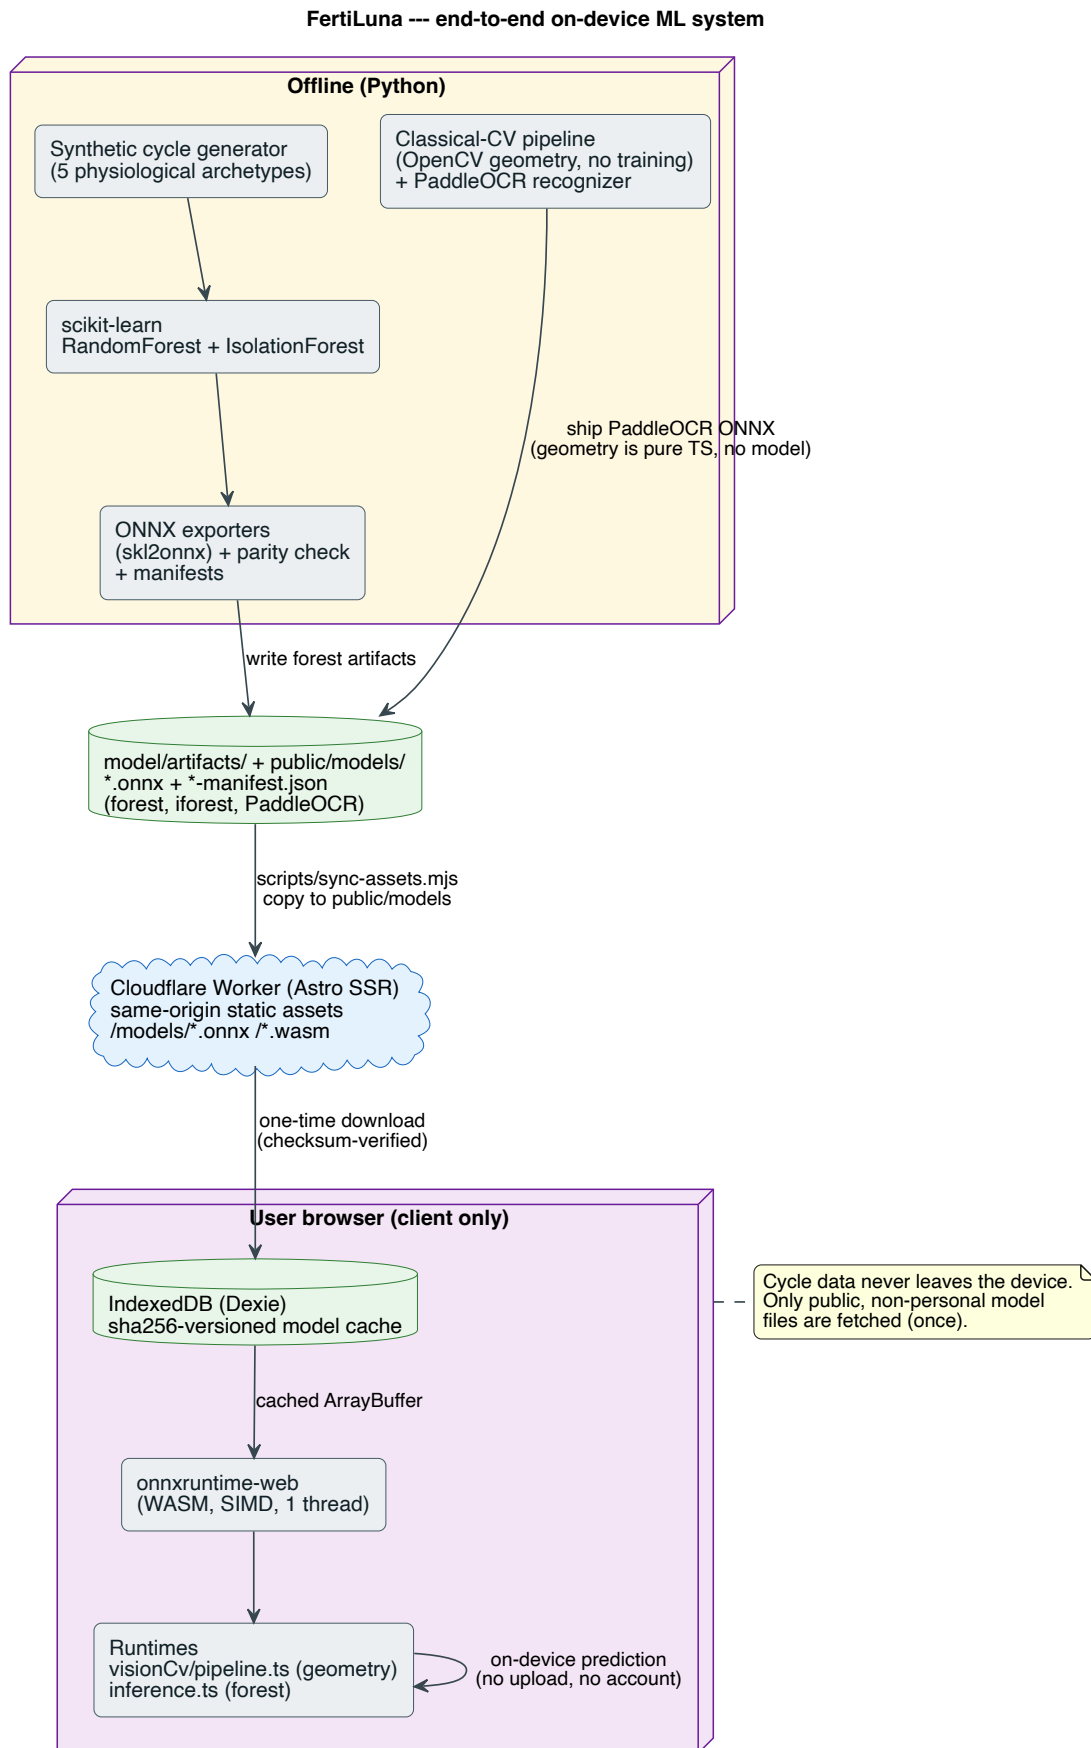 FertiLuna --- end-to-end on-device ML system
Offline (Python)
Synthetic cycle generator
(5 physiological archetypes)
Classical-CV pipeline
(OpenCV geometry, no training)
+ PaddleOCR recognizer
scikit-learn
RandomForest + IsolationForest
ship PaddleOCR ONNX
(geometry is pure TS, no model)
ONNX exporters
(skl2onnx) + parity check
+ manifests
write forest artifacts
model/artifacts/ + public/models/
*.onnx + *-manifest.json
(forest, iforest, PaddleOCR)
scripts/sync-assets.mjs
copy to public/models
Cloudflare Worker (Astro SSR)
same-origin static assets
/models/*.onnx /*.wasm
one-time download
(checksum-verified)
User browser (client only)
IndexedDB (Dexie)
sha256-versioned model cache
Cycle data never leaves the device.
Only public, non-personal model
files are fetched (once).
cached ArrayBuffer
onnxruntime-web
(WASM, SIMD, 1 thread)
Runtimes
visionCv/pipeline.ts (geometry)
inference.ts (forest)
on-device prediction
(no upload, no account)